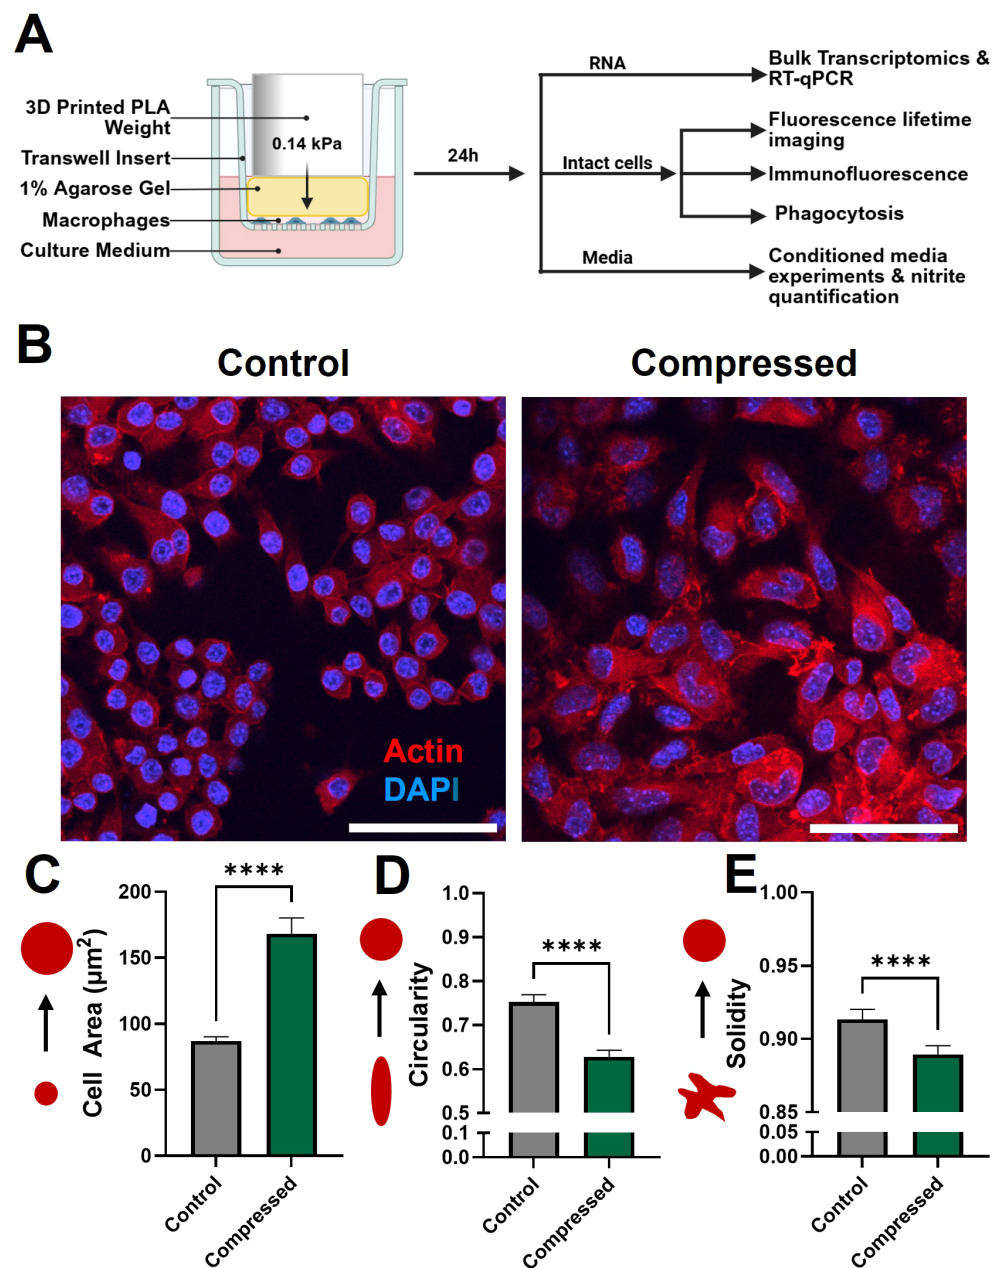 A
3D Printed PLA
Weight
Transwell Insert
1% Agarose Gel
Macrophages
Culture Medium
0.14 kPa
24h
RNA
Intact cells
Media
Bulk Transcriptomics &
RT-qPCR
Fluorescence lifetime
imaging
Immunofluorescence
Phagocytosis
Conditioned media
experiments & nitrite
quantification
B
Control
Compressed
Actin
DAPI
C
Cell Area (µm²)
200
150
100
50
0
****
Control
Compressed
D
Circularity
1.0
0.9
0.8
0.7
0.6
0.5
0.1
0.0
****
Control
Compressed
E
Solidity
1.00
0.95
0.90
0.85
0.05
0.00
****
Control
Compressed